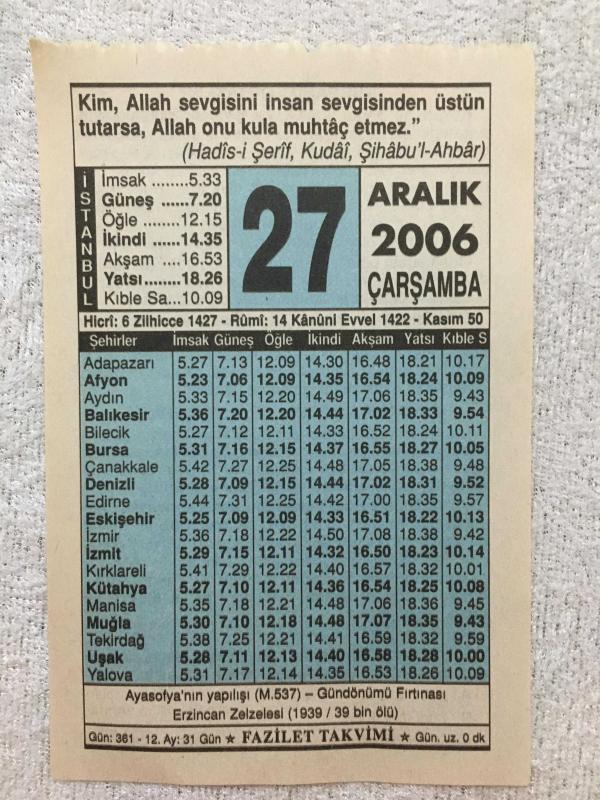 Kim, Allah sevgisini insan sevgisinden üstün
tutarsa, Allah onu kula muhtâç etmez.”
(Hadîs-i Şerîf, Kudâî, Şihâbu'l-Ahbâr)
İSTANBUL
İmsak ........5.33
Güneş ......7.20
Öğle ........12.15
İkindi ......14.35
Akşam ....16.53
Yatsı........18.26
Kıble Sa...10.09
27
ARALIK
2006
ÇARŞAMBA
Hicrî: 6 Zilhicce 1427 - Rûmî: 14 Kânûni Evvel 1422 - Kasım 50
Şehirler İmsak Güneş Öğle İkindi Akşam Yatsı Kıble S
Adapazarı 5.27 7.13 12.09 14.30 16.48 18.21 10.17
Afyon 5.23 7.06 12.09 14.35 16.54 18.24 10.09
Aydın 5.33 7.15 12.20 14.49 17.06 18.35 9.43
Balıkesir 5.36 7.20 12.20 14.44 17.02 18.33 9.54
Bilecik 5.27 7.12 12.11 14.33 16.52 18.24 10.11
Bursa 5.31 7.16 12.15 14.37 16.55 18.27 10.05
Çanakkale 5.42 7.27 12.25 14.48 17.05 18.38 9.48
Denizli 5.28 7.09 12.15 14.44 17.02 18.31 9.52
Edirne 5.44 7.31 12.25 14.42 17.00 18.35 9.57
Eskişehir 5.25 7.09 12.09 14.33 16.51 18.22 10.13
İzmir 5.36 7.18 12.22 14.50 17.08 18.38 9.42
İzmit 5.29 7.15 12.11 14.32 16.50 18.23 10.14
Kırklareli 5.41 7.29 12.22 14.40 16.57 18.32 10.01
Kütahya 5.27 7.10 12.11 14.36 16.54 18.25 10.08
Manisa 5.35 7.18 12.21 14.48 17.06 18.36 9.45
Muğla 5.30 7.10 12.18 14.48 17.07 18.35 9.43
Tekirdağ 5.38 7.25 12.21 14.41 16.59 18.32 9.59
Uşak 5.28 7.11 12.13 14.40 16.58 18.28 10.00
Yalova 5.31 7.17 12.14 14.35 16.53 18.26 10.09
Ayasofya'nın yapılışı (M.537) – Gündönümü Fırtınası
Erzincan Zelzelesi (1939 / 39 bin ölü)
Gün: 361 - 12. Ay: 31 Gün ★ FAZİLET TAKVİMİ ★ Gün. uz. 0 dk